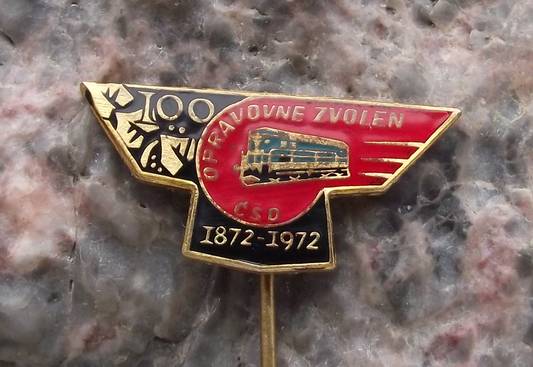 100
OPRAVOVNE ZVOLEN
ČSD
1872-1972